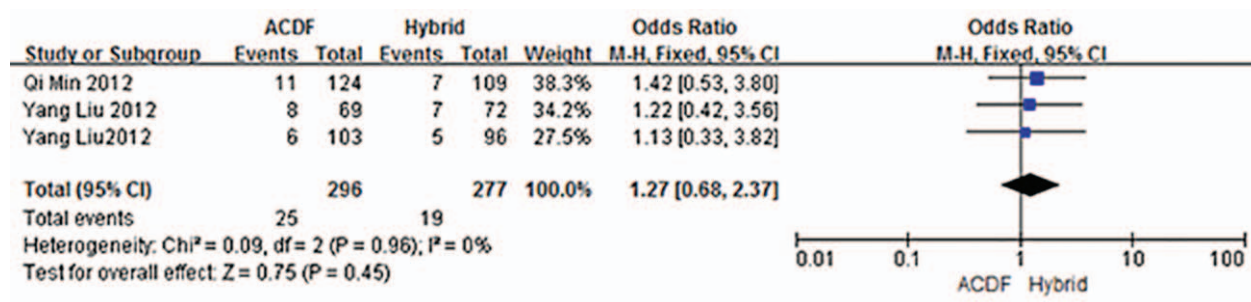 ACDF Hybrid Odds Ratio Odds Ratio
Study or Subgroup Events Total Events Total Weight M-H, Fixed, 95% CI M-H, Fixed, 95% CI
Qi Min 2012 11 124 7 109 38.3% 1.42 [0.53, 3.80]
Yang Liu 2012 8 69 7 72 34.2% 1.22 [0.42, 3.56]
Yang Liu2012 6 103 5 96 27.5% 1.13 [0.33, 3.82]
Total (95% CI) 296 277 100.0% 1.27 [0.68, 2.37]
Total events 25 19
Heterogeneity: Chi² = 0.09, df = 2 (P = 0.96); I² = 0%
Test for overall effect: Z = 0.75 (P = 0.45)
0.01 0.1 1 10 100
ACDF Hybrid